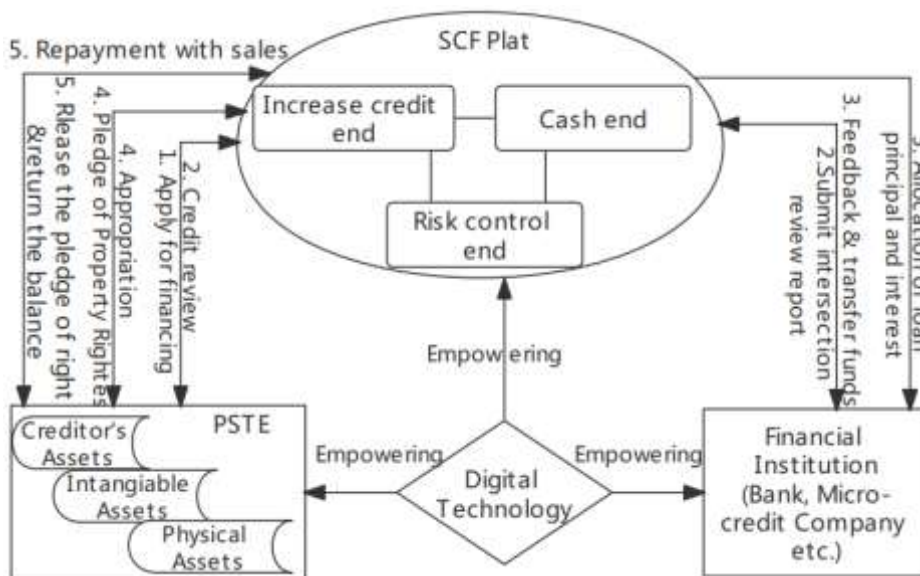 5. Repayment with sales
SCF Plat
Increase credit
end
Cash end
Risk control
end
5. Rlease the pledge of right
&return the balance
4. Pledge of Property Rightes
4. Appropriation
1. Apply for financing
2. Credit review
3. Feedback & transfer funds
2.Submit intersection
review report
principal and interest
Empowering
PSTE
Creditor's
Assets
Intangiable
Assets
Physical
Assets
Empowering
Digital
Technology
Empowering
Financial
Institution
(Bank, Micro-
credit Company
etc.)